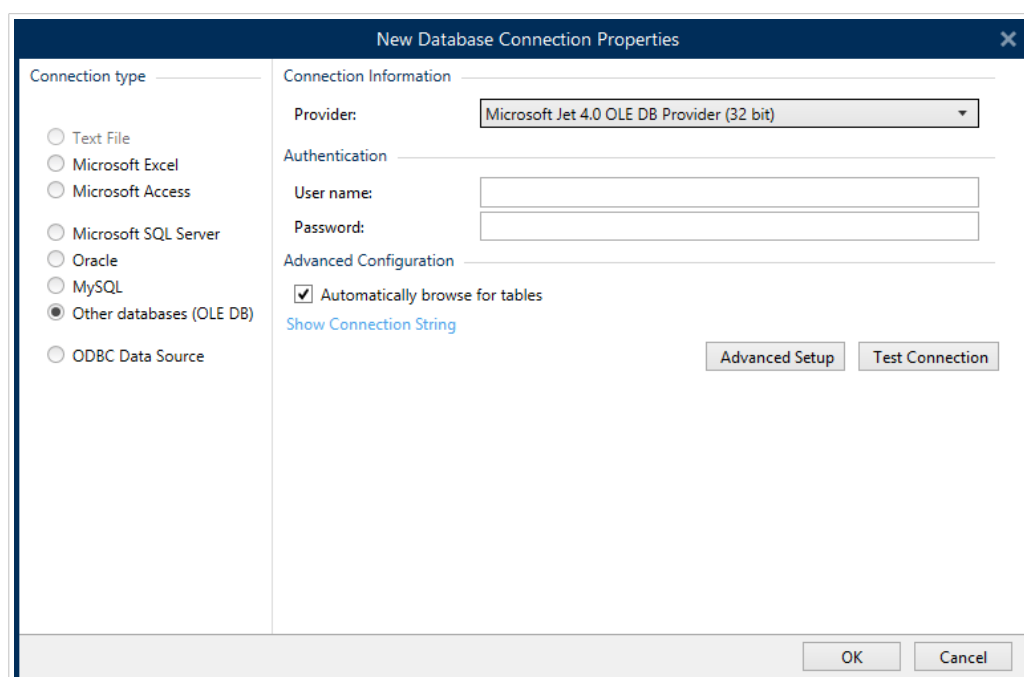 New Database Connection Properties
Connection type
Text File
Microsoft Excel
Microsoft Access
Microsoft SQL Server
Oracle
MySQL
Other databases (OLE DB)
ODBC Data Source
Connection Information
Provider: Microsoft Jet 4.0 OLE DB Provider (32 bit)
Authentication
User name:
Password:
Advanced Configuration
Automatically browse for tables
Show Connection String
Advanced Setup Test Connection
OK Cancel